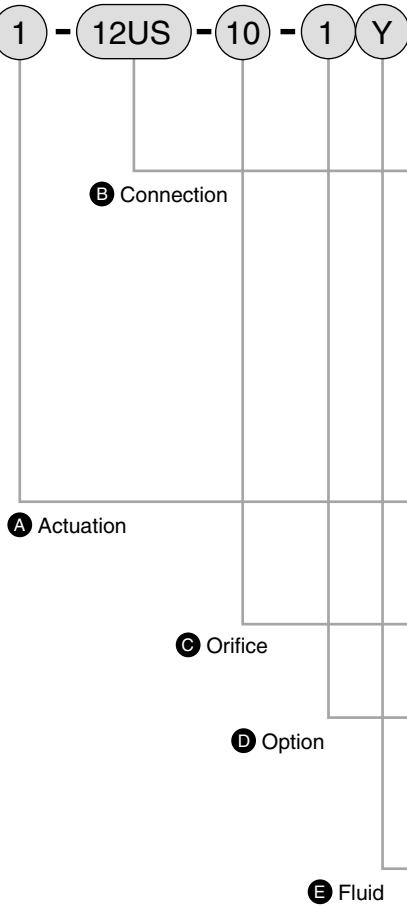 1 - 12US - 10 - 1 Y
B Connection
A Actuation
C Orifice
D Option
E Fluid